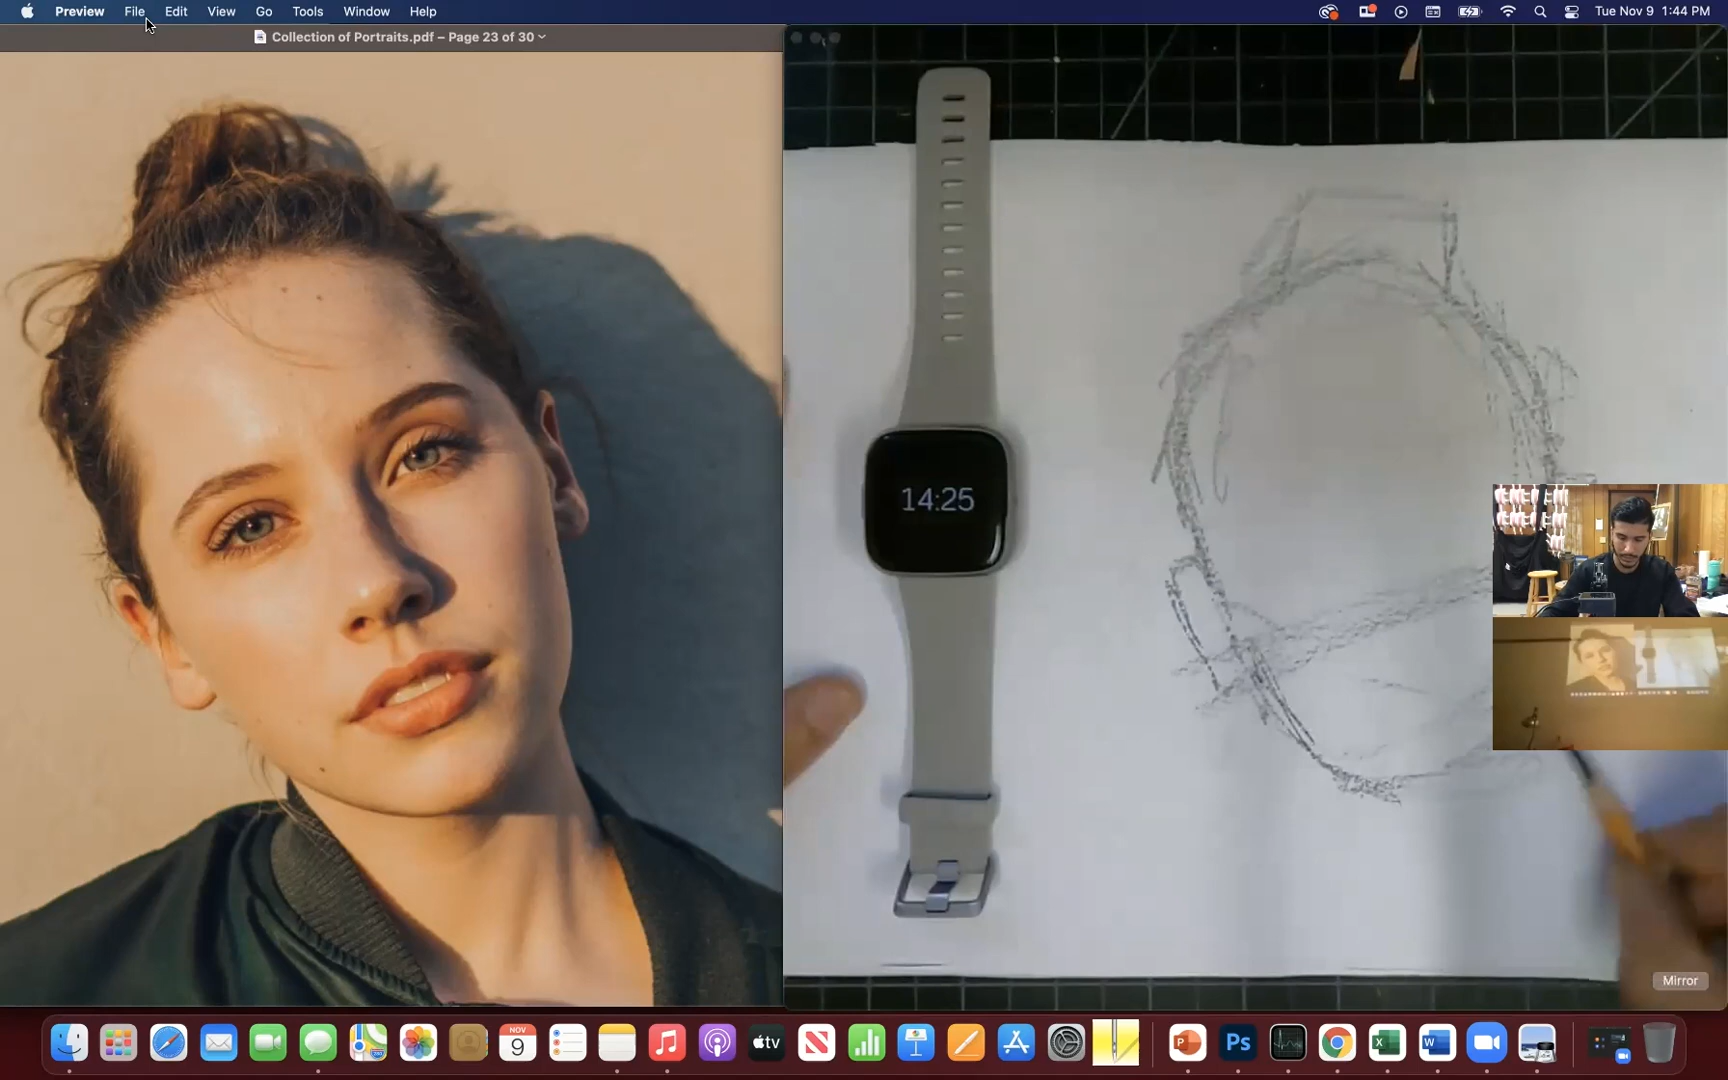 Preview File Edit View Go Tools Window Help
Tue Nov 9 1:44 PM
Collection of Portraits.pdf – Page 23 of 30
14:25
Mirror
NOV
9
tv